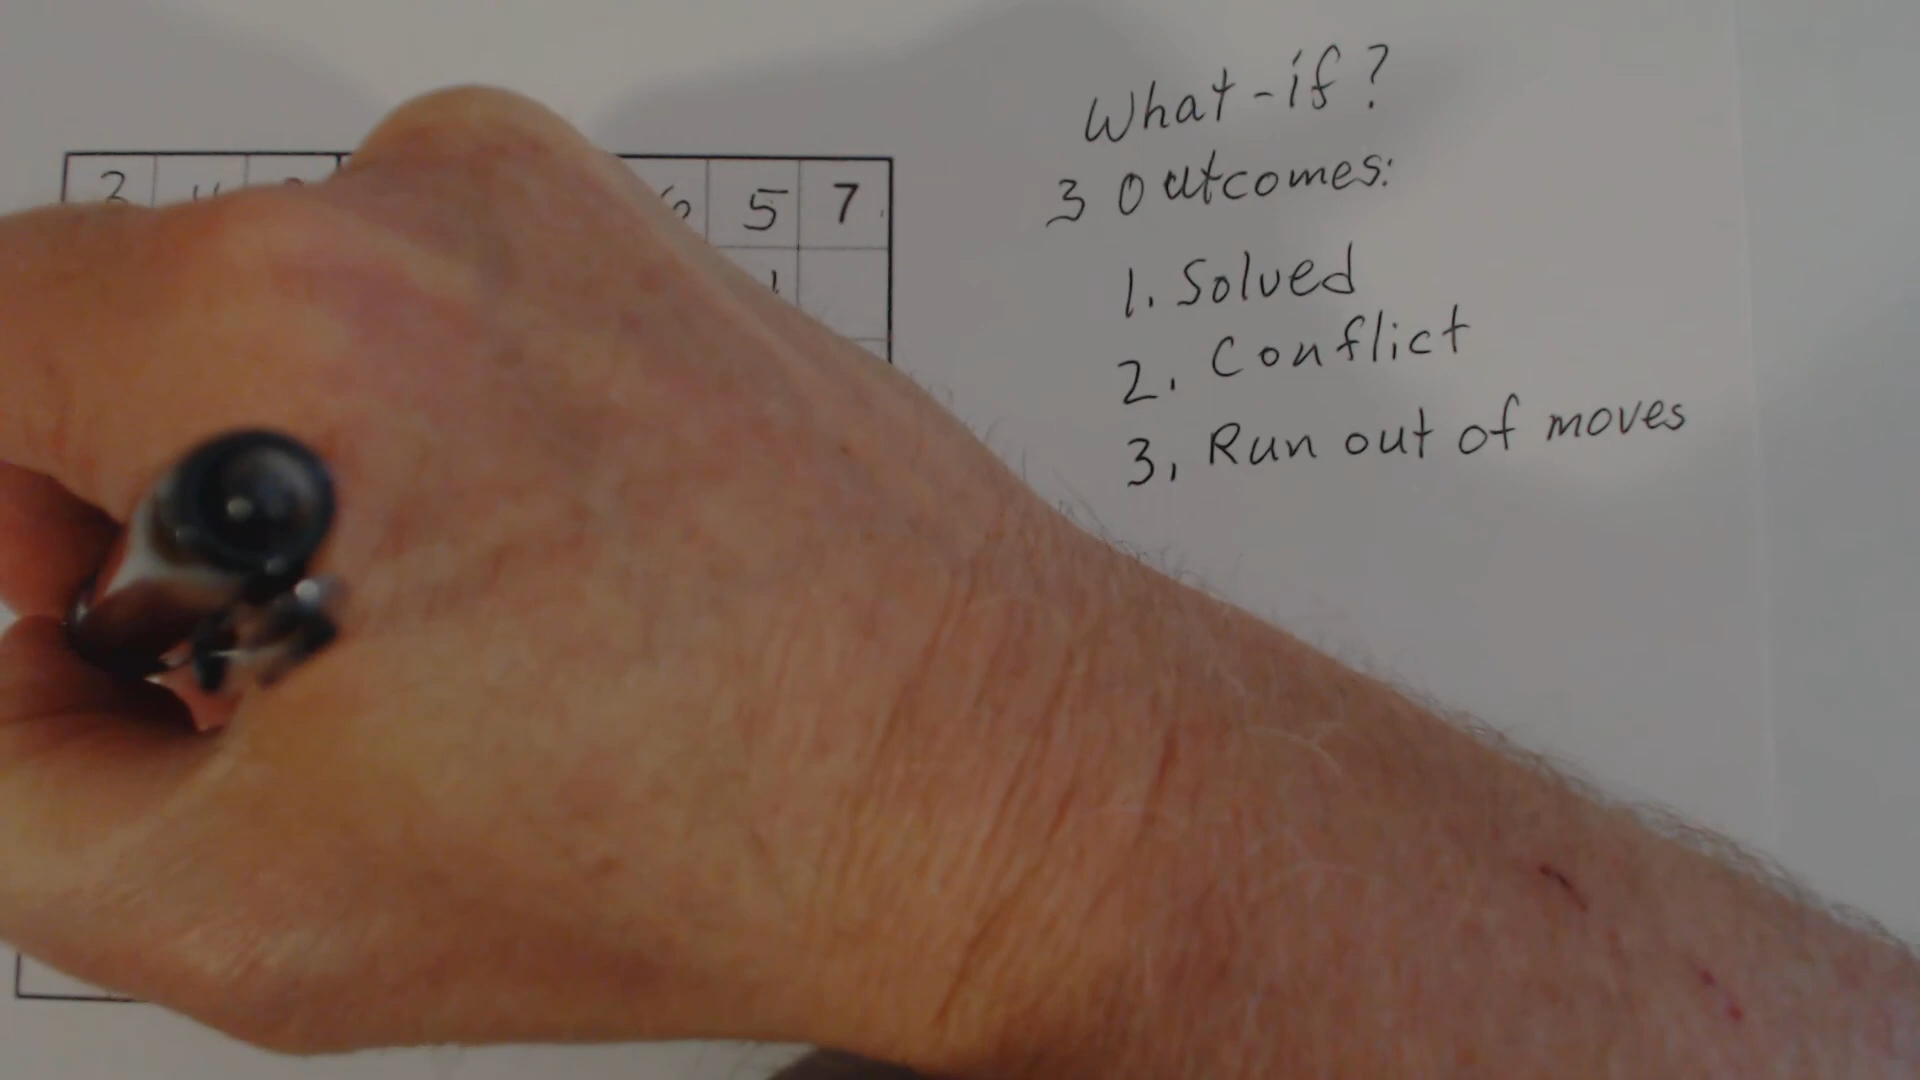 What-if?
3 Outcomes:
1. Solved
2. Conflict
3. Run out of moves
5 7